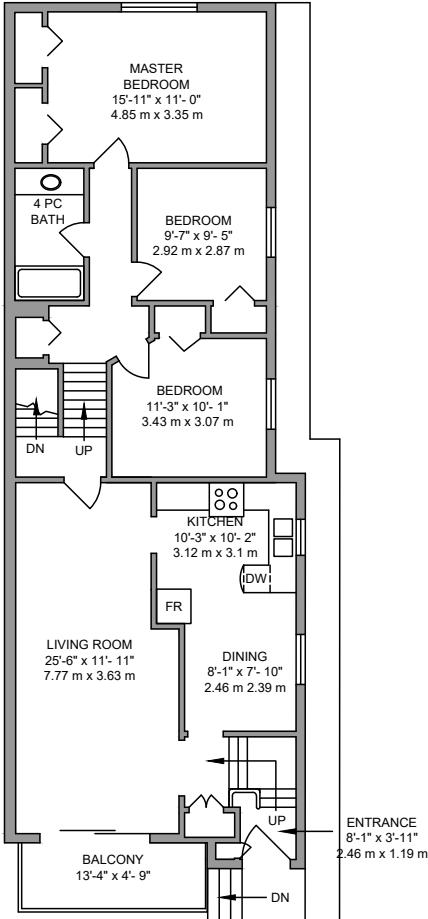 MASTER
BEDROOM
15'-11" x 11'- 0"
4.85 m x 3.35 m
4 PC
BATH
BEDROOM
9'-7" x 9'- 5"
2.92 m x 2.87 m
BEDROOM
11'-3" x 10'- 1"
3.43 m x 3.07 m
DN
UP
KITCHEN
10'-3" x 10'- 2"
3.12 m x 3.1 m
DW
FR
LIVING ROOM
25'-6" x 11'- 11"
7.77 m x 3.63 m
DINING
8'-1" x 7'- 10"
2.46 m 2.39 m
UP
ENTRANCE
8'-1" x 3'-11"
2.46 m x 1.19 m
BALCONY
13'-4" x 4'- 9"
DN